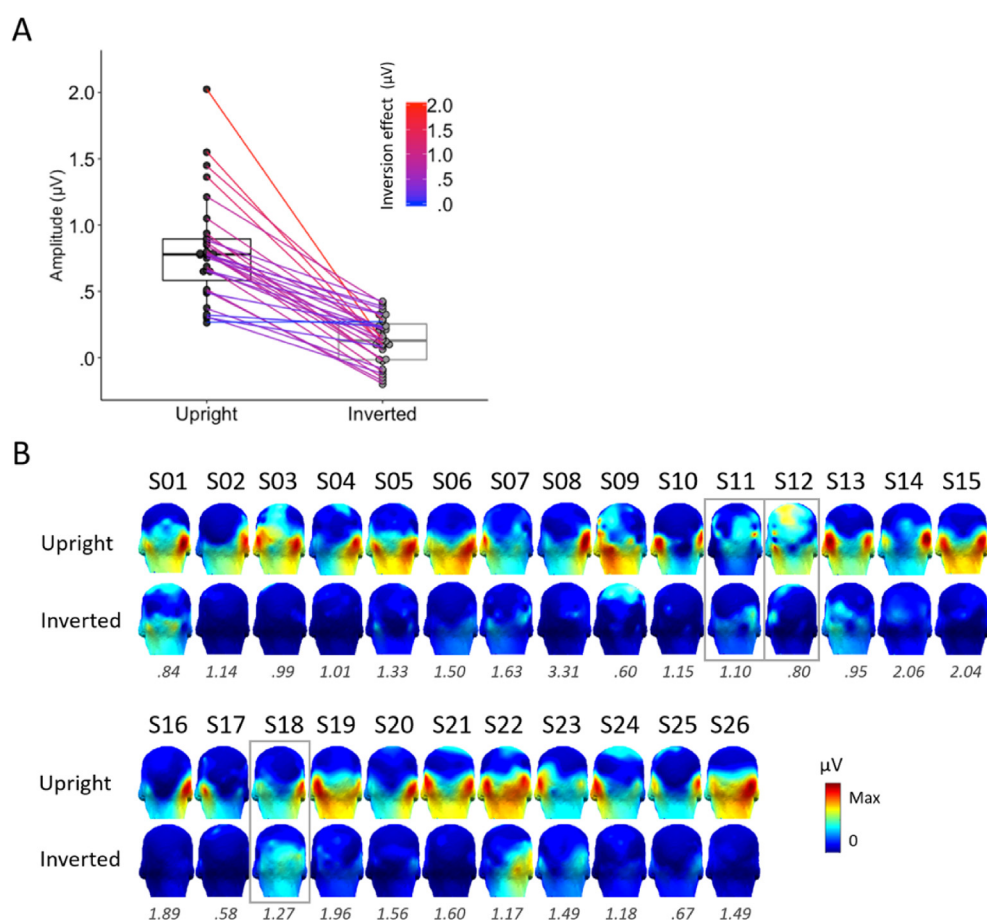 A
Amplitude (μV)
2.0
1.5
1.0
.5
.0
Upright
Inverted
Inversion effect (μV)
2.0
1.5
1.0
.5
.0
B
S01 S02 S03 S04 S05 S06 S07 S08 S09 S10 S11 S12 S13 S14 S15
Upright
Inverted
.84 1.14 .99 1.01 1.33 1.50 1.63 3.31 .60 1.15 1.10 .80 .95 2.06 2.04
S16 S17 S18 S19 S20 S21 S22 S23 S24 S25 S26
Upright
Inverted
1.89 .58 1.27 1.96 1.56 1.60 1.17 1.49 1.18 .67 1.49
μV
Max
0